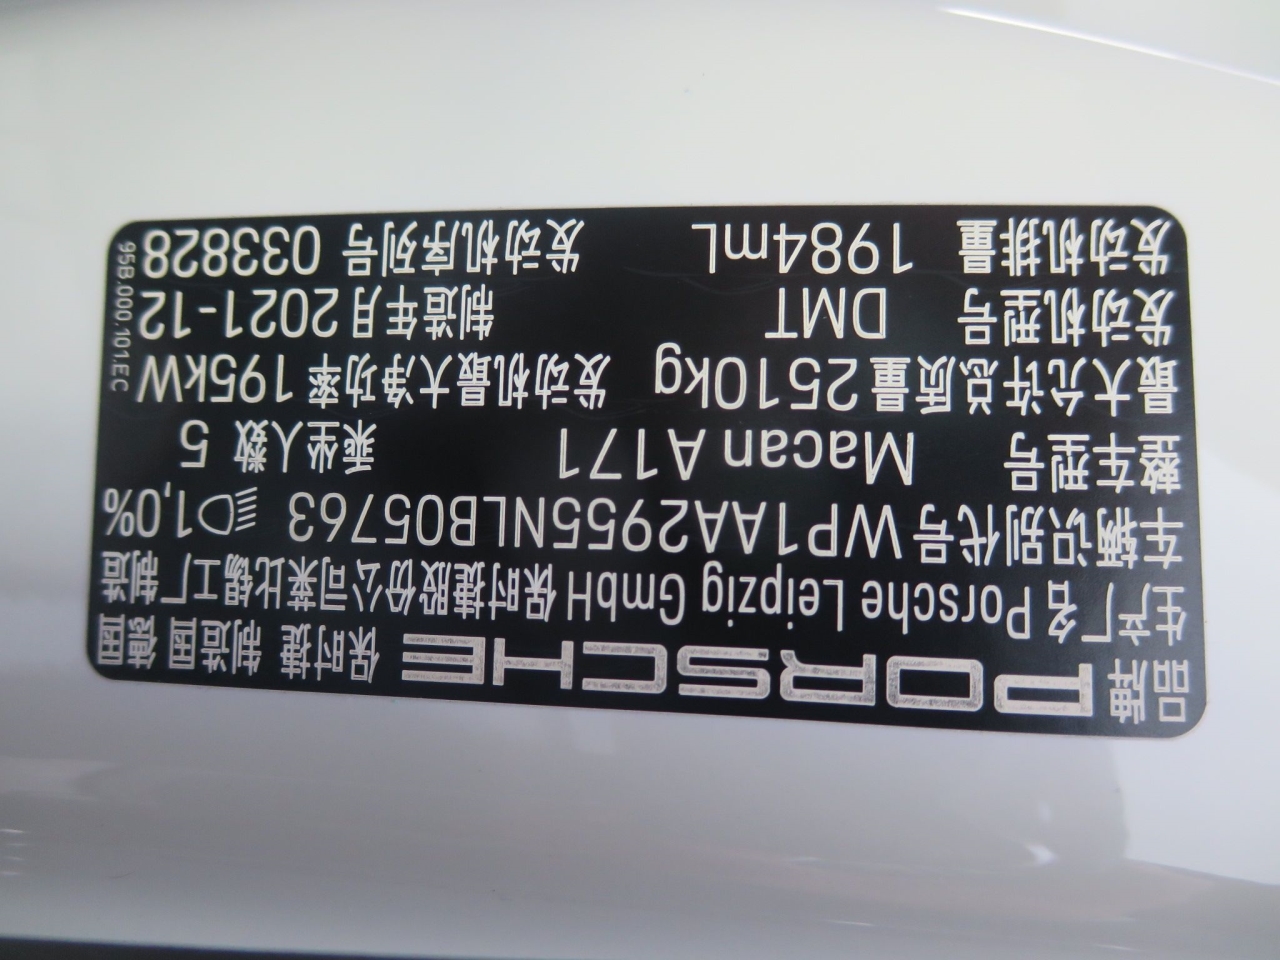 品牌 PORSCHE 保时捷 制造国 德国
生产厂名 Porsche Leipzig GmbH 保时捷股份公司莱比锡工厂制造
车辆识别代号 WP1AA2955NLB05763 1,0%
整车型号 Macan A171 乘坐人数 5
最大允许总质量 2510kg 发动机最大净功率 195kW
发动机型号 DMT 制造年月 2021-12
发动机排量 1984mL 发动机序列号 033828
95B.000.101.EC